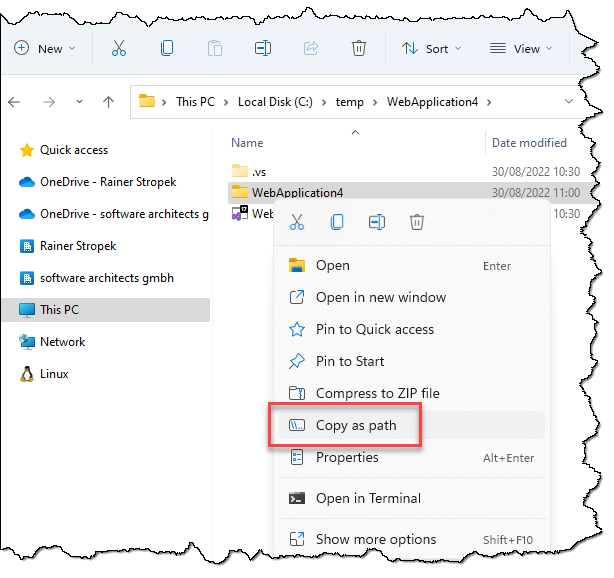 New
Sort
View
This PC
Local Disk (C:)
temp
WebApplication4
Name
Date modified
Quick access
.vs
30/08/2022 10:30
OneDrive - Rainer Stropek
WebApplication4
30/08/2022 11:00
OneDrive - software architects g
10:30
Rainer Stropek
software architects gmbh
This PC
Network
Linux
Open
Enter
Open in new window
Pin to Quick access
Pin to Start
Compress to ZIP file
Copy as path
Properties
Alt+Enter
Open in Terminal
Show more options
Shift+F10